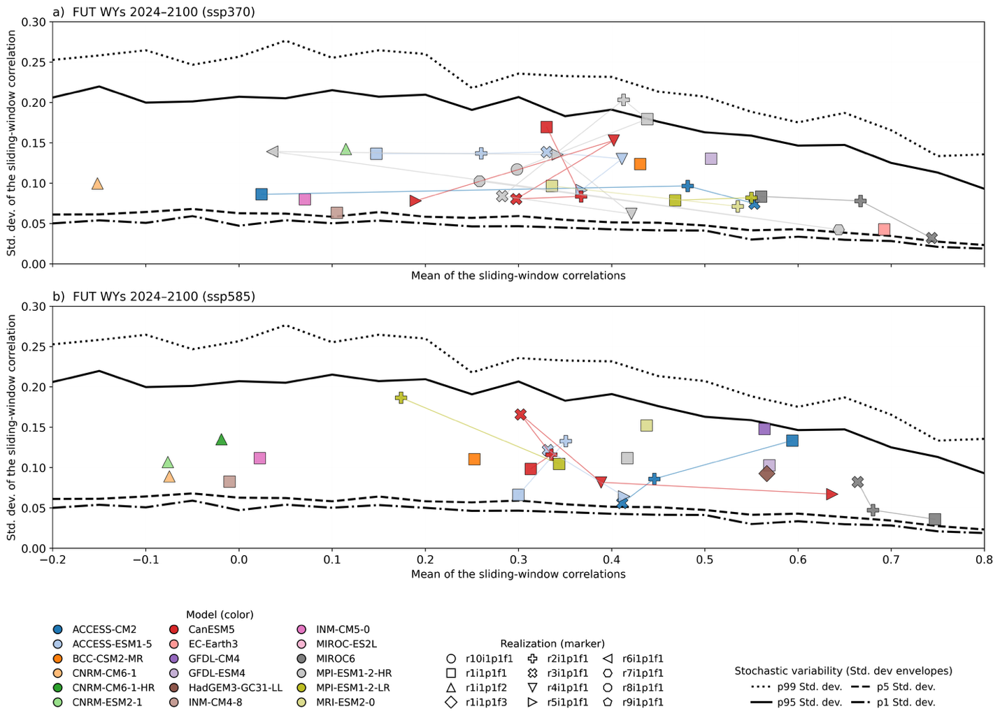 a)  FUT WYs 2024–2100 (ssp370)
Std. dev. of the sliding-window correlation
0.30
0.25
0.20
0.15
0.10
0.05
0.00
Mean of the sliding-window correlations
b)  FUT WYs 2024–2100 (ssp585)
Std. dev. of the sliding-window correlation
0.30
0.25
0.20
0.15
0.10
0.05
0.00
−0.2 −0.1 0.0 0.1 0.2 0.3 0.4 0.5 0.6 0.7 0.8
Mean of the sliding-window correlations
Model (color)
ACCESS-CM2
ACCESS-ESM1-5
BCC-CSM2-MR
CNRM-CM6-1
CNRM-CM6-1-HR
CNRM-ESM2-1
CanESM5
EC-Earth3
GFDL-CM4
GFDL-ESM4
HadGEM3-GC31-LL
INM-CM4-8
INM-CM5-0
MIROC-ES2L
MIROC6
MPI-ESM1-2-HR
MPI-ESM1-2-LR
MRI-ESM2-0
Realization (marker)
r10i1p1f1
r1i1p1f1
r1i1p1f2
r1i1p1f3
r2i1p1f1
r3i1p1f1
r4i1p1f1
r5i1p1f1
r6i1p1f1
r7i1p1f1
r8i1p1f1
r9i1p1f1
Stochastic variability (Std. dev envelopes)
p99 Std. dev.
p95 Std. dev.
p5 Std. dev.
p1 Std. dev.